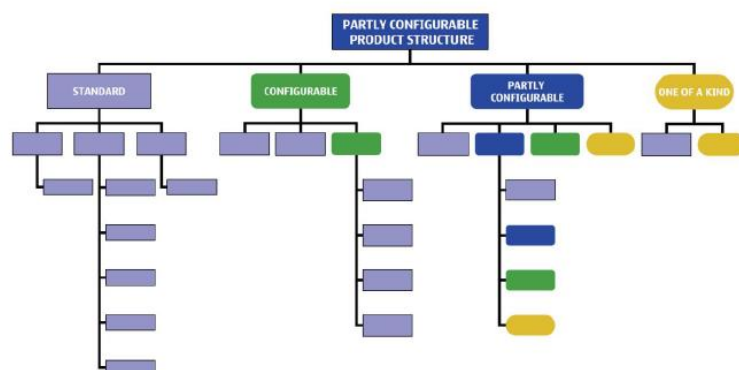 PARTLY CONFIGURABLE
PRODUCT STRUCTURE
STANDARD
CONFIGURABLE
PARTLY
CONFIGURABLE
ONE OF A KIND